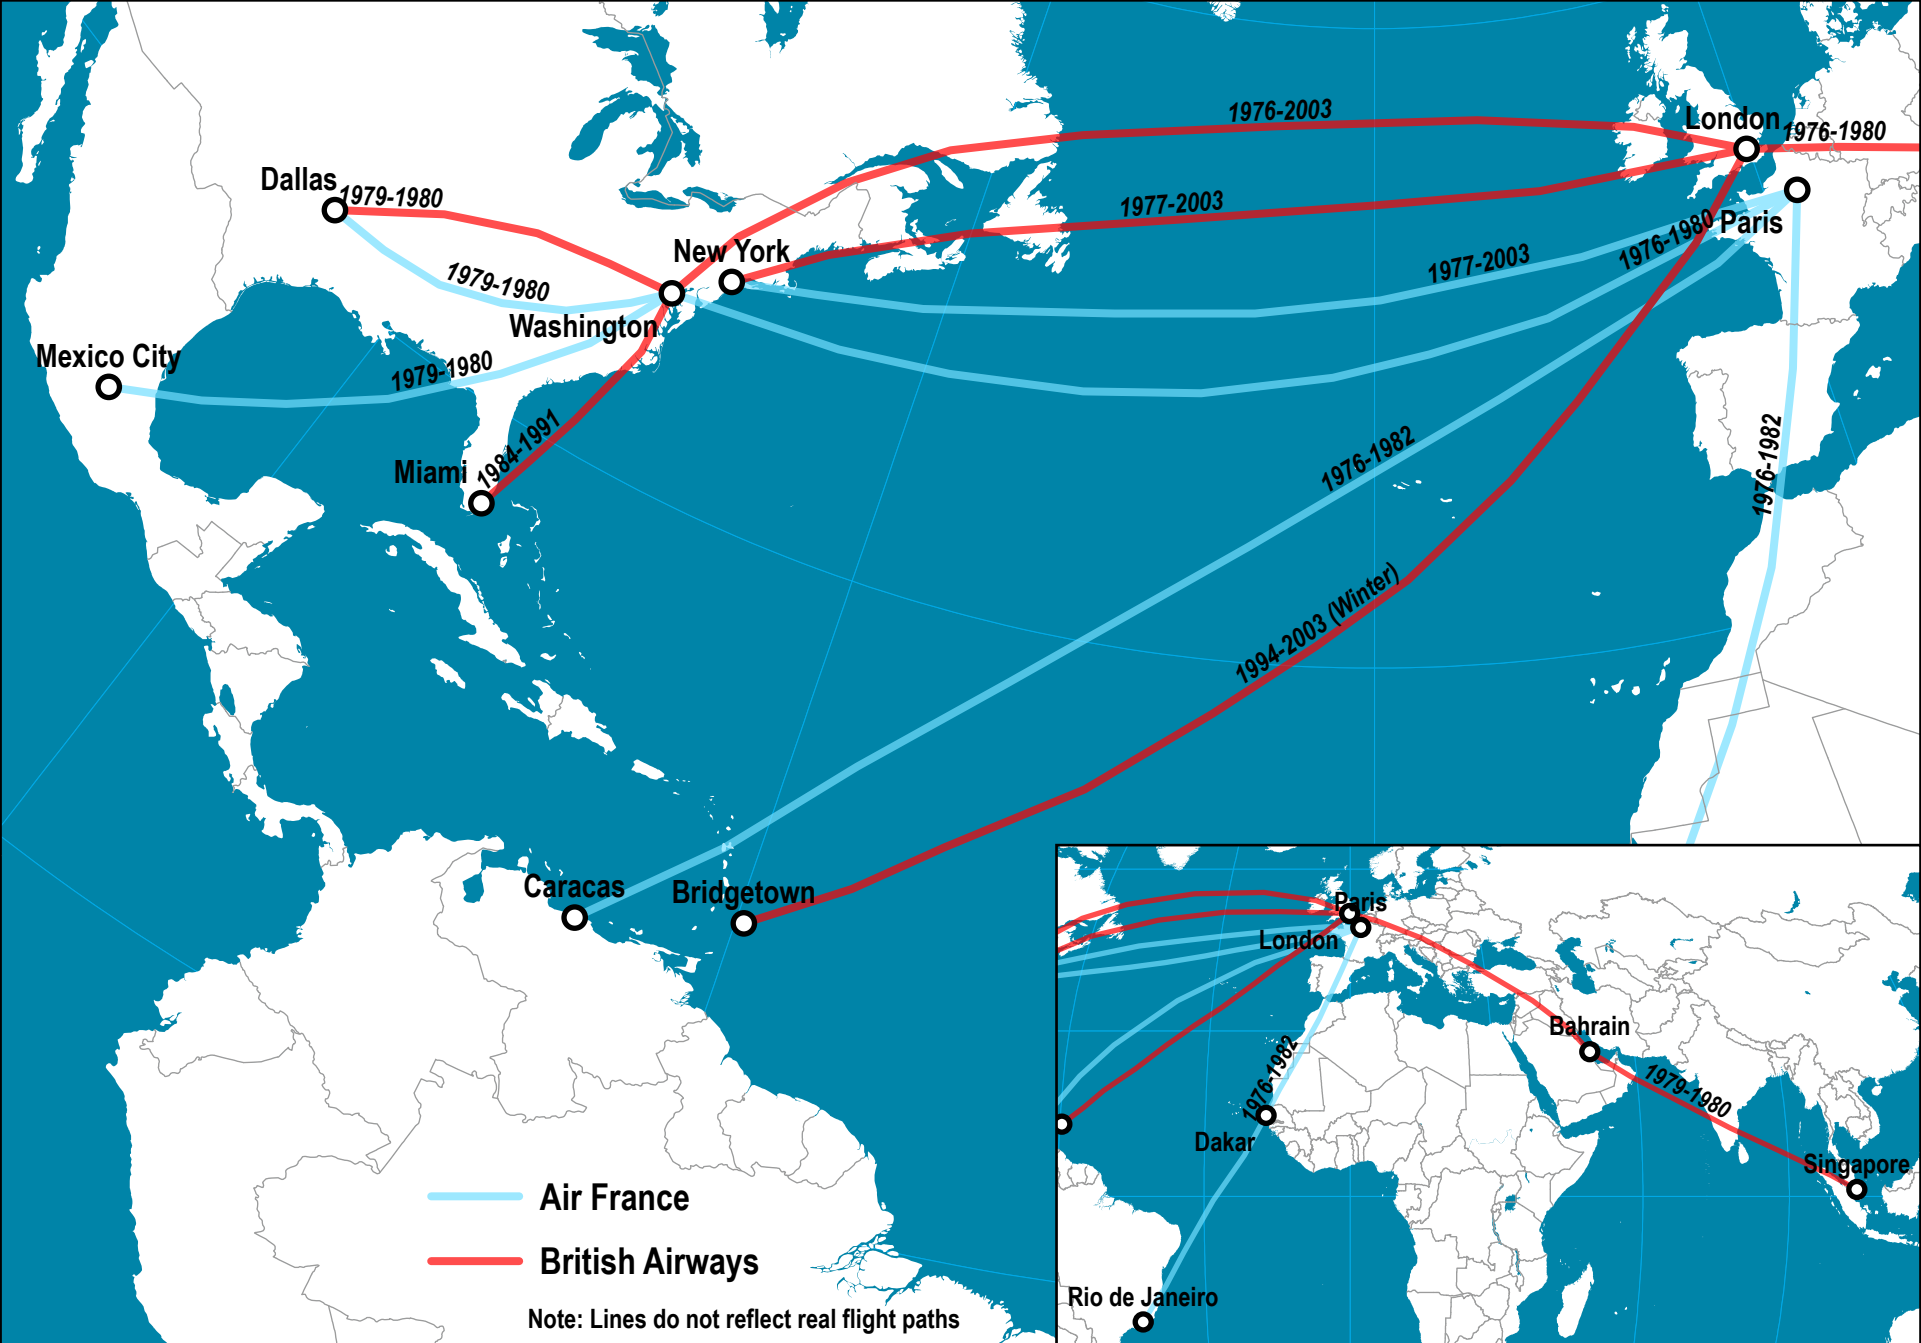 1976-2003
London
1976-1980
Dallas
1979-1980
1977-2003
New York
Paris
1976-1980
1977-2003
1979-1980
Washington
Mexico City
1979-1980
1984-1991
Miami
1976-1982
1976-1982
1994-2003 (Winter)
Caracas
Bridgetown
Paris
London
Bahrain
1976-1982
1979-1980
Dakar
Singapore
Rio de Janeiro
Air France
British Airways
Note: Lines do not reflect real flight paths